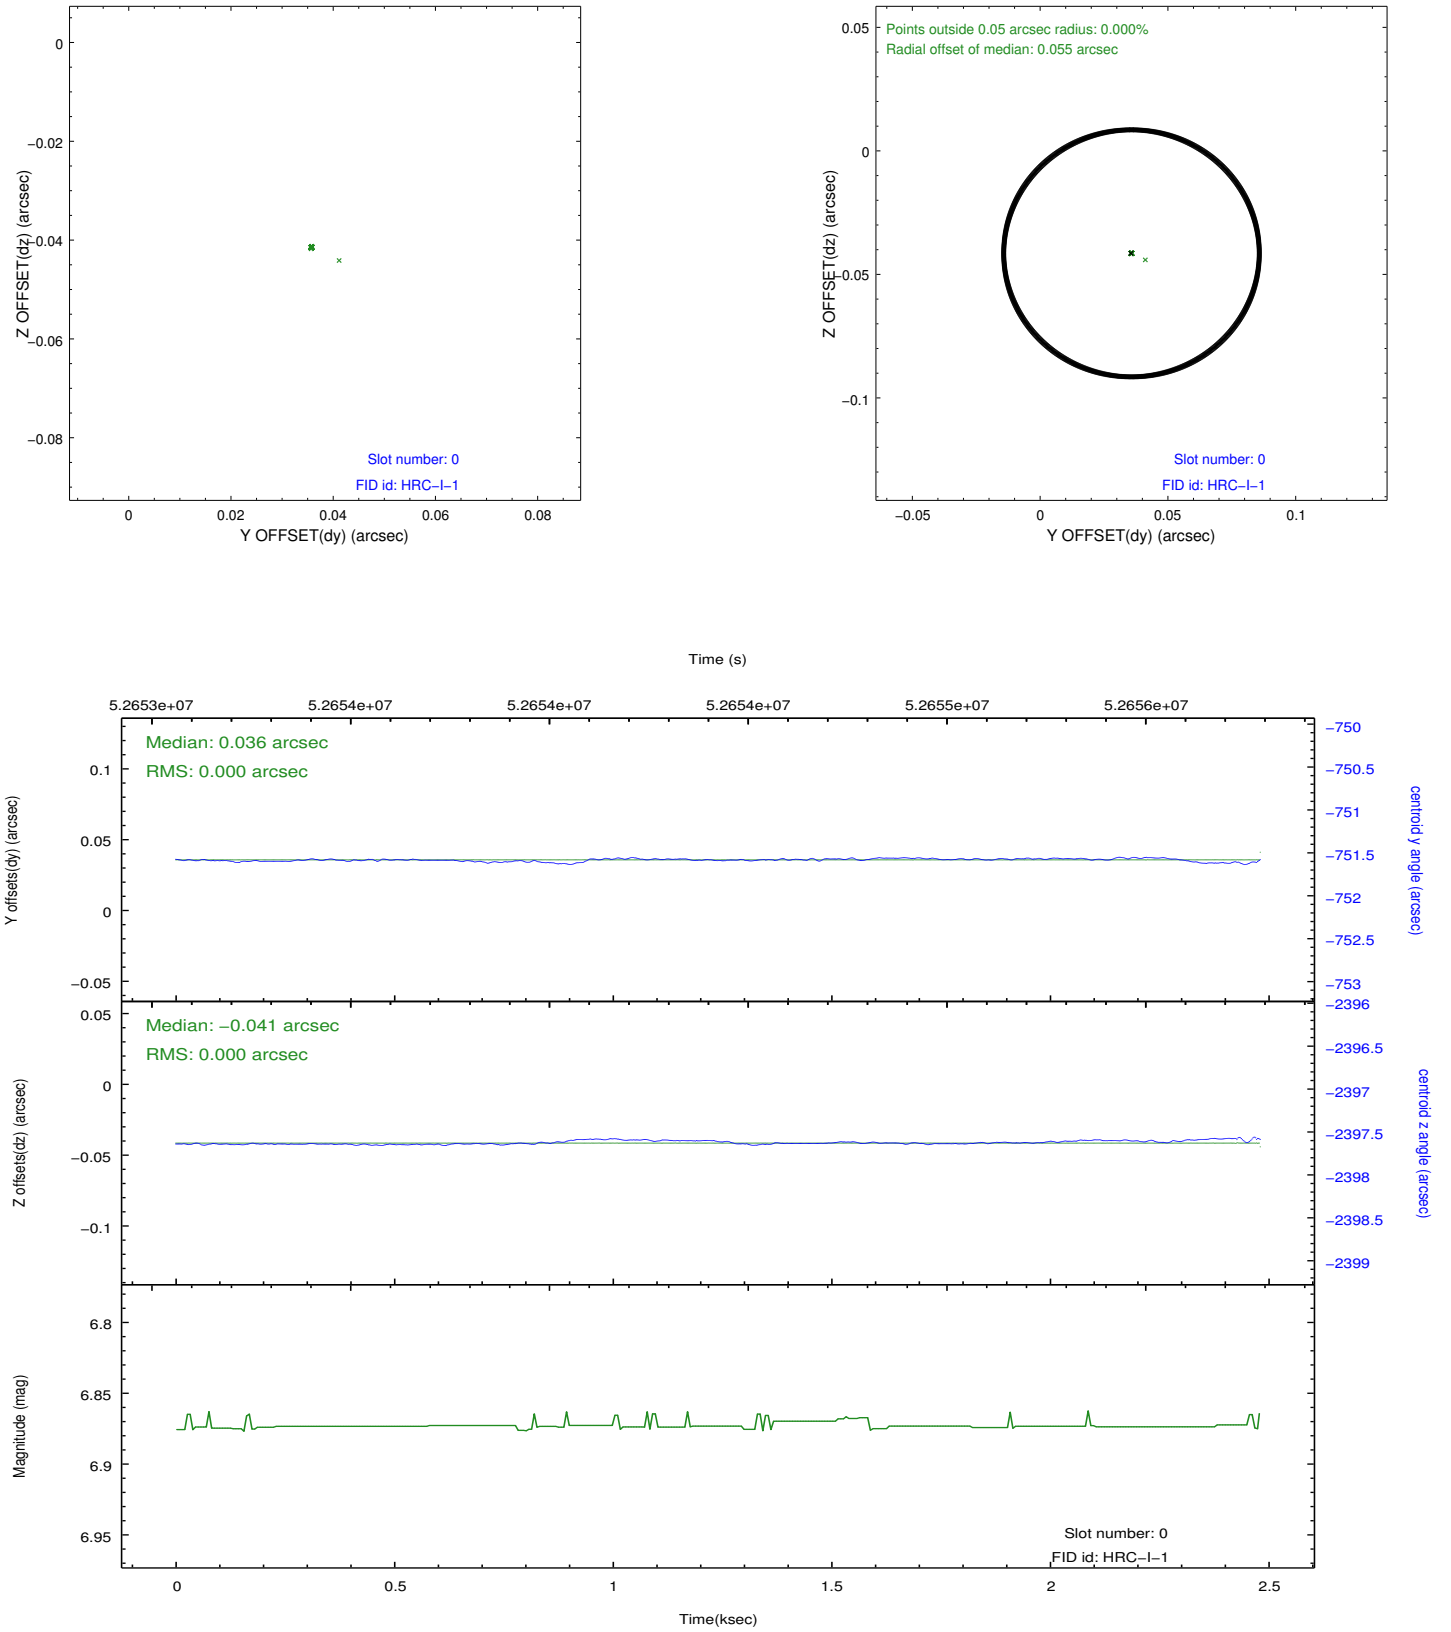 0
−0.02
−0.04
−0.06
−0.08
Z OFFSET(dz) (arcsec)
Slot number: 0
FID id: HRC−I−1
0
0.02
0.04
0.06
0.08
Y OFFSET(dy) (arcsec)
Points outside 0.05 arcsec radius: 0.000%
Radial offset of median: 0.055 arcsec
0.05
0
−0.05
−0.1
Z OFFSET(dz) (arcsec)
Slot number: 0
FID id: HRC−I−1
−0.05
0
0.05
0.1
Y OFFSET(dy) (arcsec)
Time (s)
5.2653e+07
5.2654e+07
5.2654e+07
5.2654e+07
5.2655e+07
5.2656e+07
Median: 0.036 arcsec
RMS: 0.000 arcsec
0.1
0.05
0
−0.05
Y offsets(dy) (arcsec)
−750
−750.5
−751
−751.5
−752
−752.5
−753
centroid y angle (arcsec)
Median: −0.041 arcsec
RMS: 0.000 arcsec
0.05
0
−0.05
−0.1
Z offsets(dz) (arcsec)
−2396
−2396.5
−2397
−2397.5
−2398
−2398.5
−2399
centroid z angle (arcsec)
6.8
6.85
6.9
6.95
Magnitude (mag)
Slot number: 0
FID id: HRC−I−1
0
0.5
1
1.5
2
2.5
Time(ksec)